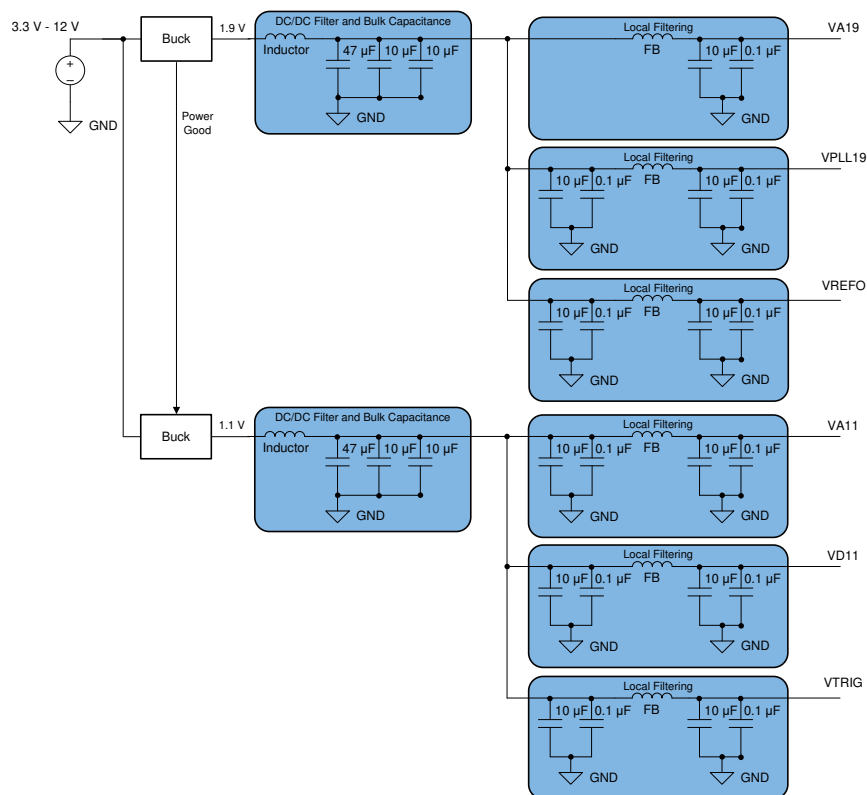 3.3 V - 12 V
GND
Buck
1.9 V
Power
Good
DC/DC Filter and Bulk Capacitance
Inductor
47 µF 10 µF 10 µF
GND
Local Filtering
FB
10 µF 0.1 µF
GND
VA19
Local Filtering
10 µF 0.1 µF FB 10 µF 0.1 µF
GND GND
VPLL19
Local Filtering
10 µF 0.1 µF FB 10 µF 0.1 µF
GND GND
VREFO
Buck
1.1 V
DC/DC Filter and Bulk Capacitance
Inductor
47 µF 10 µF 10 µF
GND
Local Filtering
10 µF 0.1 µF FB 10 µF 0.1 µF
GND GND
VA11
Local Filtering
10 µF 0.1 µF FB 10 µF 0.1 µF
GND GND
VD11
Local Filtering
10 µF 0.1 µF FB 10 µF 0.1 µF
GND GND
VTRIG